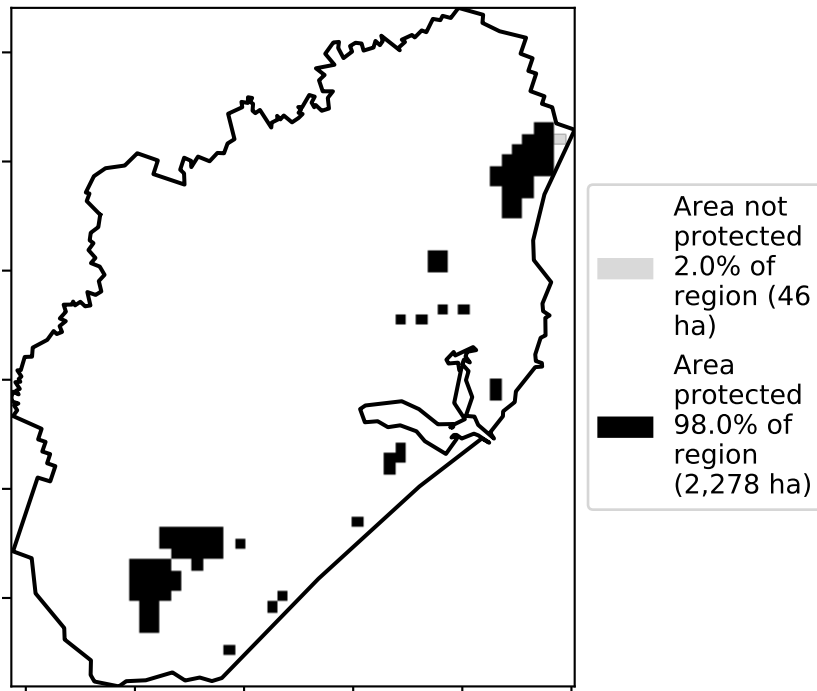 Area not
protected
2.0% of
region (46
ha)
Area
protected
98.0% of
region
(2,278 ha)